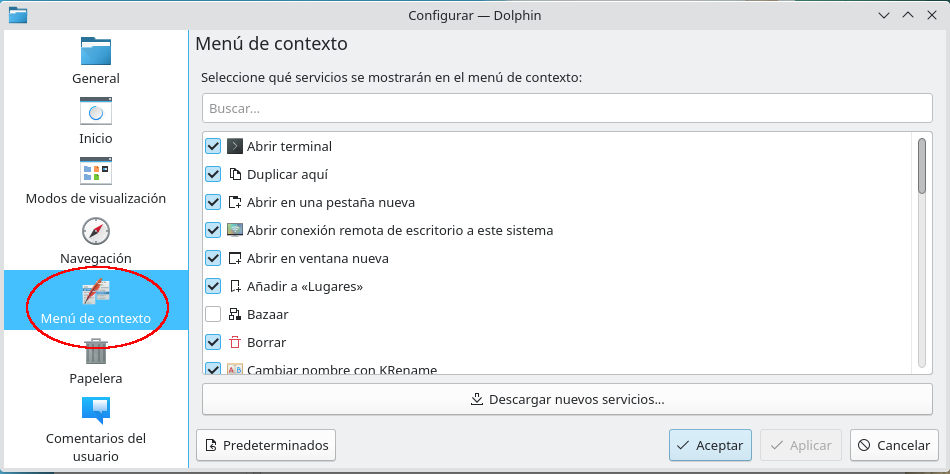 Configurar — Dolphin
General
Inicio
Modos de visualización
Navegación
Menú de contexto
Papelera
Comentarios del
usuario
Menú de contexto
Seleccione qué servicios se mostrarán en el menú de contexto:
Buscar...
Abrir terminal
Duplicar aquí
Abrir en una pestaña nueva
Abrir conexión remota de escritorio a este sistema
Abrir en ventana nueva
Añadir a «Lugares»
Bazaar
Borrar
Cambiar nombre con KRename
Descargar nuevos servicios...
Predeterminados
Aceptar
Aplicar
Cancelar